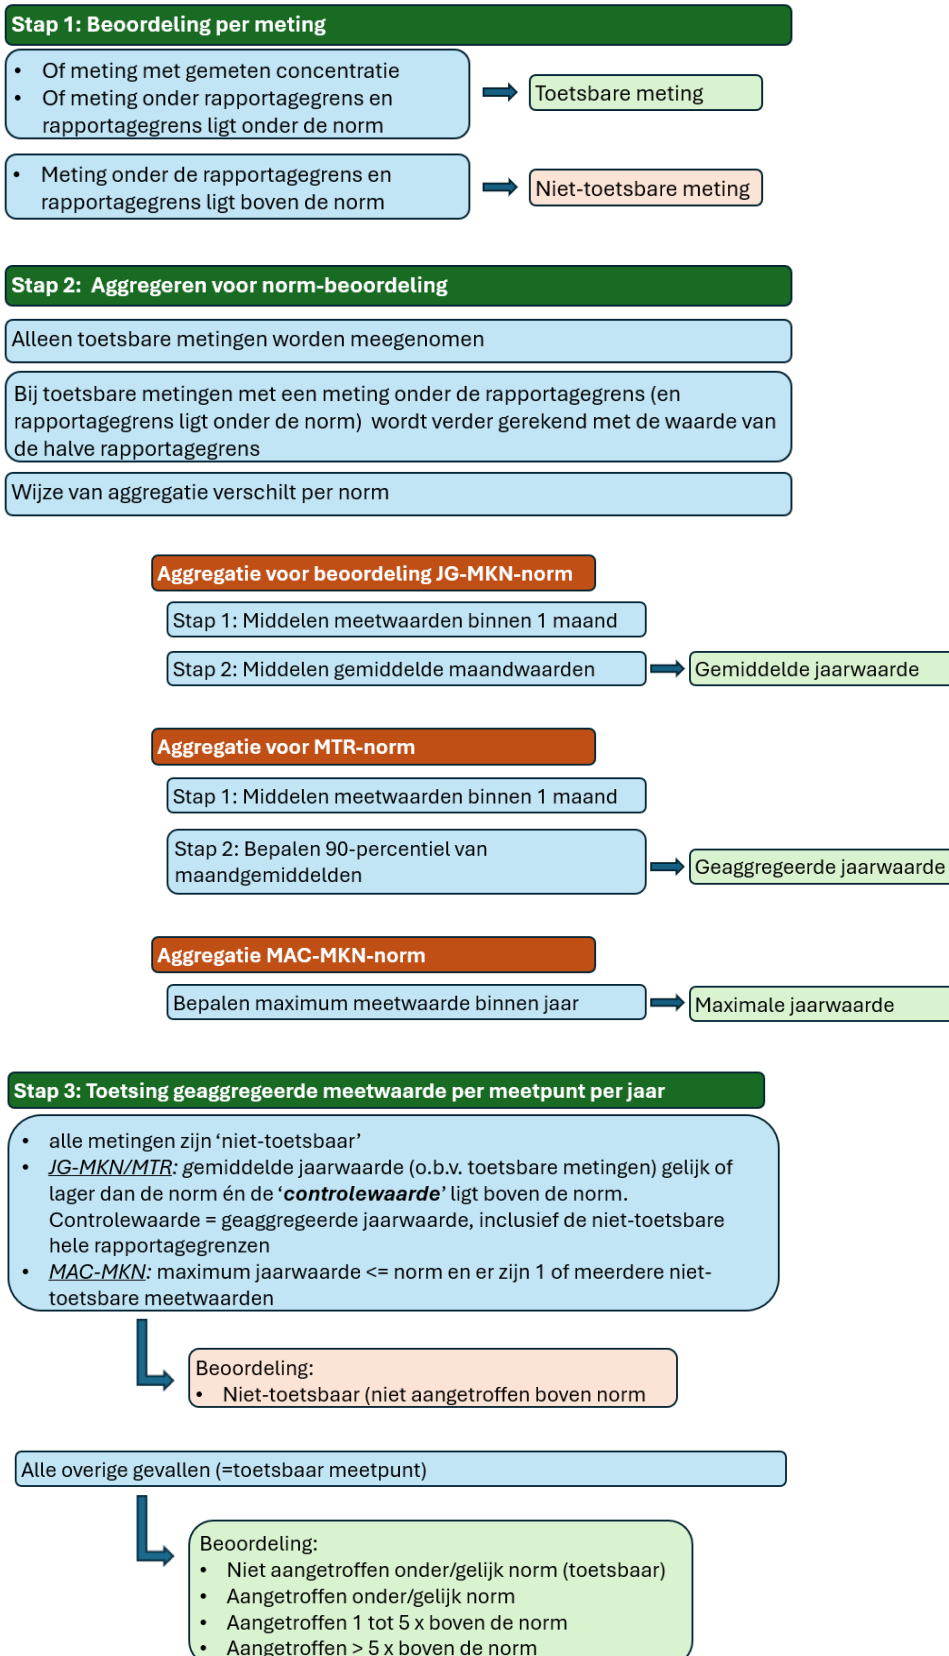 Stap 1: Beoordeling per meting
• Of meting met gemeten concentratie
• Of meting onder rapportagegrens en
rapportagegrens ligt onder de norm
Toetsbare meting
• Meting onder de rapportagegrens en
rapportagegrens ligt boven de norm
Niet-toetsbare meting
Stap 2: Aggregeren voor norm-beoordeling
Alleen toetsbare metingen worden meegenomen
Bij toetsbare metingen met een meting onder de rapportagegrens (en
rapportagegrens ligt onder de norm) wordt verder gerekend met de waarde van
de halve rapportagegrens
Wijze van aggregatie verschilt per norm
Aggregatie voor beoordeling JG-MKN-norm
Stap 1: Middelen meetwaarden binnen 1 maand
Stap 2: Middelen gemiddelde maandwaarden
Gemiddelde jaarwaarde
Aggregatie voor MTR-norm
Stap 1: Middelen meetwaarden binnen 1 maand
Stap 2: Bepalen 90-percentiel van
maandgemiddelden
Geaggregeerde jaarwaarde
Aggregatie MAC-MKN-norm
Bepalen maximum meetwaarde binnen jaar
Maximale jaarwaarde
Stap 3: Toetsing geaggregeerde meetwaarde per meetpunt per jaar
• alle metingen zijn ‘niet-toetsbaar’
• JG-MKN/MTR: gemiddelde jaarwaarde (o.b.v. toetsbare metingen) gelijk of
lager dan de norm én de ‘controlewaarde’ ligt boven de norm.
Controlewaarde = geaggregeerde jaarwaarde, inclusief de niet-toetsbare
hele rapportagegrenzen
• MAC-MKN: maximum jaarwaarde <= norm en er zijn 1 of meerdere niet-
toetsbare meetwaarden
Beoordeling:
• Niet-toetsbaar (niet aangetroffen boven norm
Alle overige gevallen (=toetsbaar meetpunt)
Beoordeling:
• Niet aangetroffen onder/gelijk norm (toetsbaar)
• Aangetroffen onder/gelijk norm
• Aangetroffen 1 tot 5 x boven de norm
• Aangetroffen > 5 x boven de norm